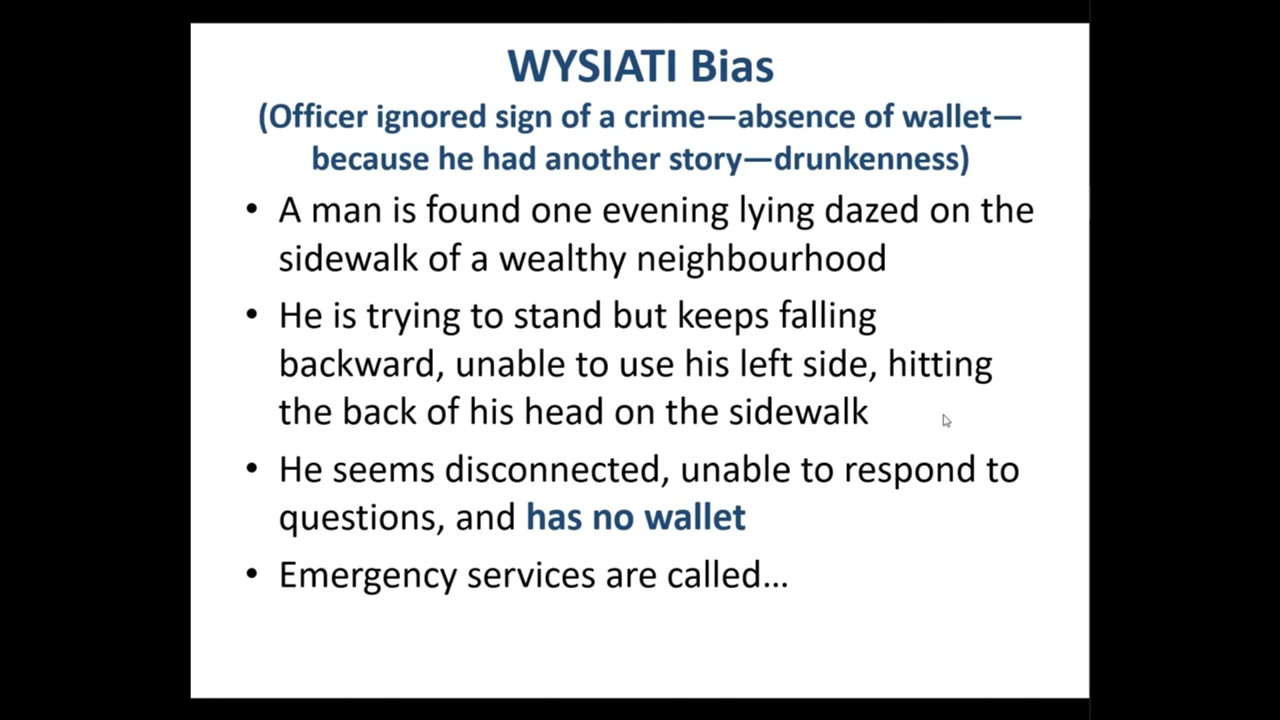 WYSIATI Bias
(Officer ignored sign of a crime—absence of wallet—
because he had another story—drunkenness)
• A man is found one evening lying dazed on the
sidewalk of a wealthy neighbourhood
• He is trying to stand but keeps falling
backward, unable to use his left side, hitting
the back of his head on the sidewalk
• He seems disconnected, unable to respond to
questions, and has no wallet
• Emergency services are called…